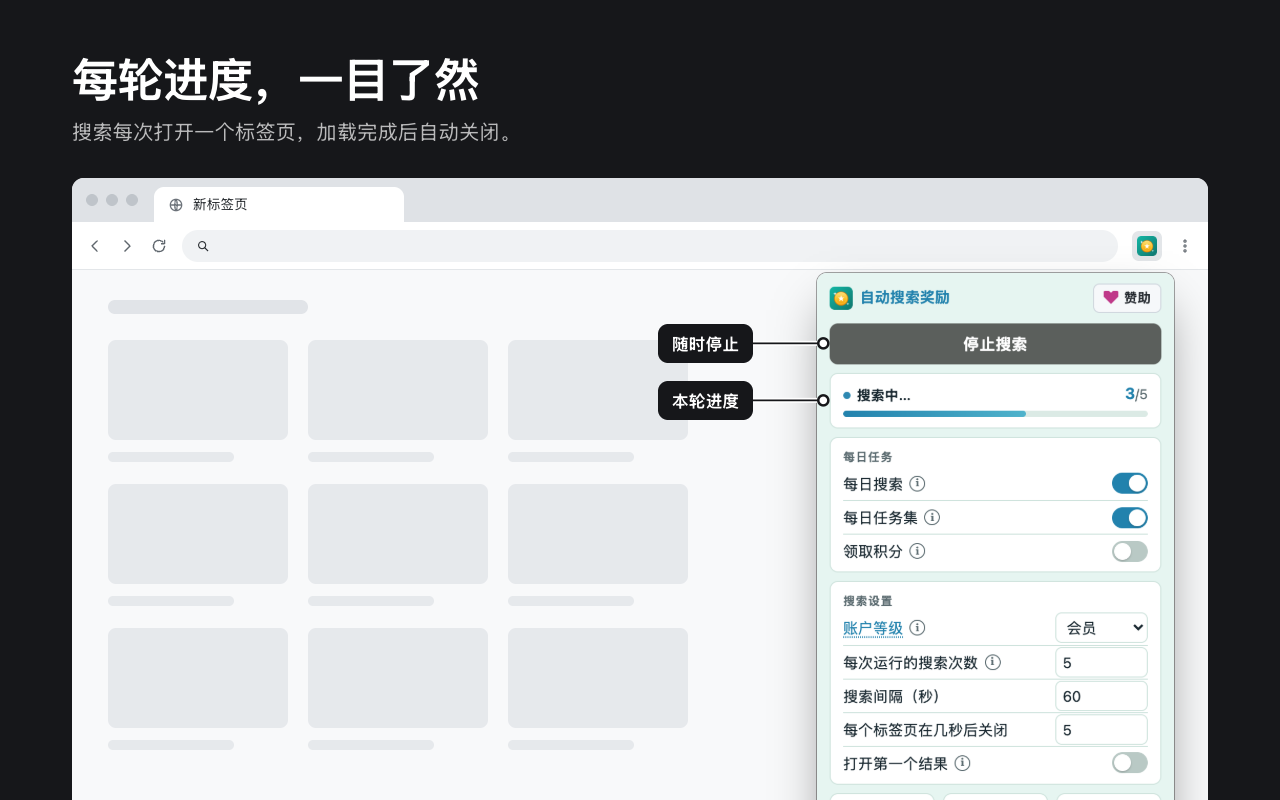 每轮进度，一目了然
搜索每次打开一个标签页，加载完成后自动关闭。
新标签页
自动搜索奖励
赞助
随时停止
停止搜索
本轮进度
搜索中...
3/5
每日任务
每日搜索
每日任务集
领取积分
搜索设置
账户等级
会员
每次运行的搜索次数
5
搜索间隔（秒）
60
每个标签页在几秒后关闭
5
打开第一个结果